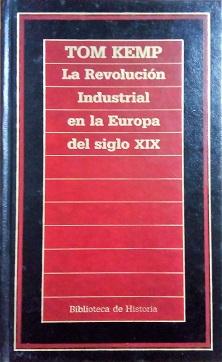 TOM KEMP
La Revolución
Industrial
en la Europa
del siglo XIX
Biblioteca de Historia